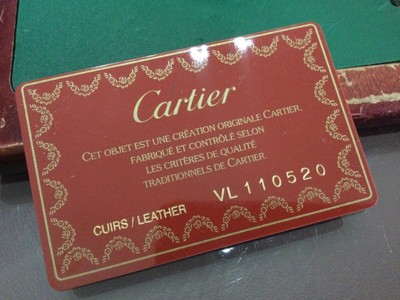 Cartier
CET OBJET EST UNE CRÉATION ORIGINALE CARTIER,
FABRIQUÉ ET CONTRÔLÉ SELON
LES CRITÈRES DE QUALITÉ
TRADITIONNELS DE CARTIER.
CUIRS / LEATHER VL 110520